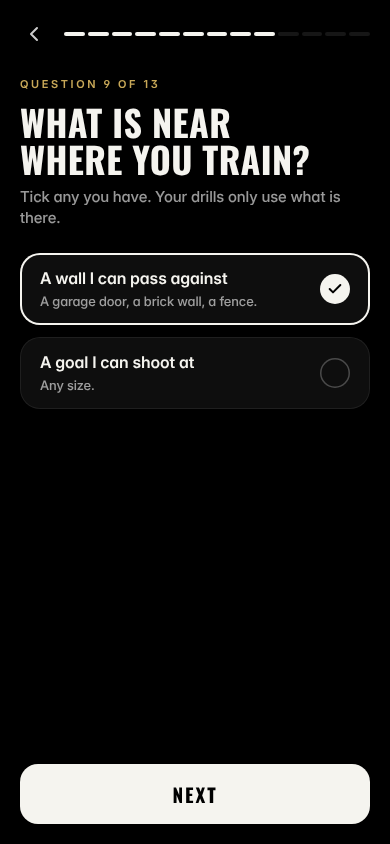 QUESTION 9 OF 13
WHAT IS NEAR
WHERE YOU TRAIN?
Tick any you have. Your drills only use what is
there.
A wall I can pass against
A garage door, a brick wall, a fence.
A goal I can shoot at
Any size.
NEXT